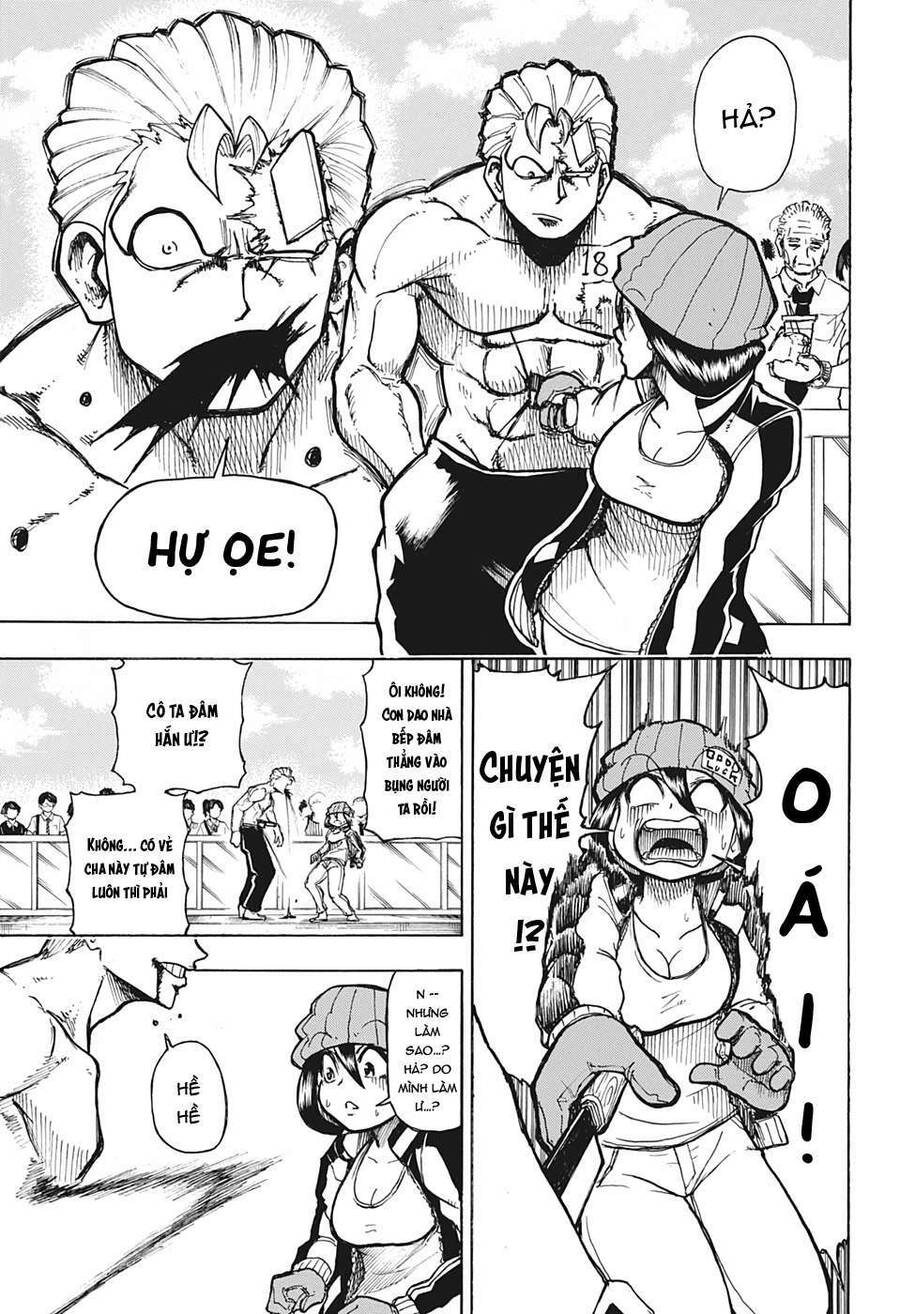 HẢ?
18
HỰ ỌE!
OÁI!
CHUYỆN
GÌ THẾ
NÀY
!?
BADDY
LUCK
ÔI KHÔNG!
CON DAO NHÀ
BẾP ĐÂM
THẲNG VÀO
BỤNG NGƯỜI
TA RỒI!
CÔ TA ĐÂM
HẮN Ư!?
KHÔNG... CÓ VẺ
CHA NÀY TỰ ĐÂM
LUÔN THÌ PHẢI
N --
NHƯNG
LÀM
SAO...?
HẢ? DO
MÌNH LÀM
Ư...?
HỀ
HỀ